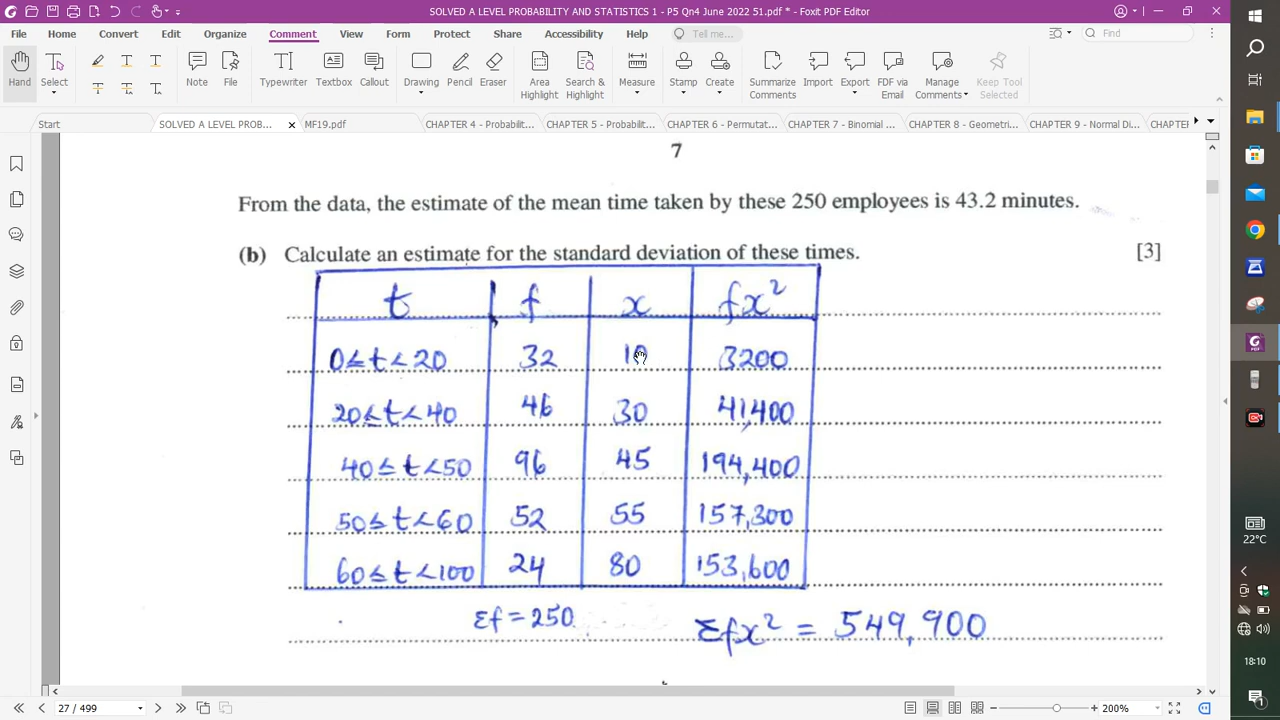 SOLVED A LEVEL PROBABILITY AND STATISTICS 1 - P5 Qn4 June 2022 51.pdf * - Foxit PDF Editor
File Home Convert Edit Organize Comment View Form Protect Share Accessibility Help Tell me... Find
Hand Select Note File Typewriter Textbox Callout Drawing Pencil Eraser Area Highlight Search & Highlight Measure Stamp Create Summarize Comments Import Export FDF via Email Manage Comments Keep Tool Selected
Start SOLVED A LEVEL PROB... MF19.pdf CHAPTER 4 - Probabilit... CHAPTER 5 - Probabilit... CHAPTER 6 - Permutat... CHAPTER 7 - Binomial ... CHAPTER 8 - Geometri... CHAPTER 9 - Normal Di... CHAPTE
7
From the data, the estimate of the mean time taken by these 250 employees is 43.2 minutes.
(b) Calculate an estimate for the standard deviation of these times. [3]
t f x fx²
0≤t<20 32 10 3200
20≤t<40 46 30 41,400
40≤t<50 96 45 194,400
50≤t<60 52 55 157,300
60≤t<100 24 80 153,600
Σf = 250 Σfx² = 549,900
27 / 499
200%
22°C
18:10